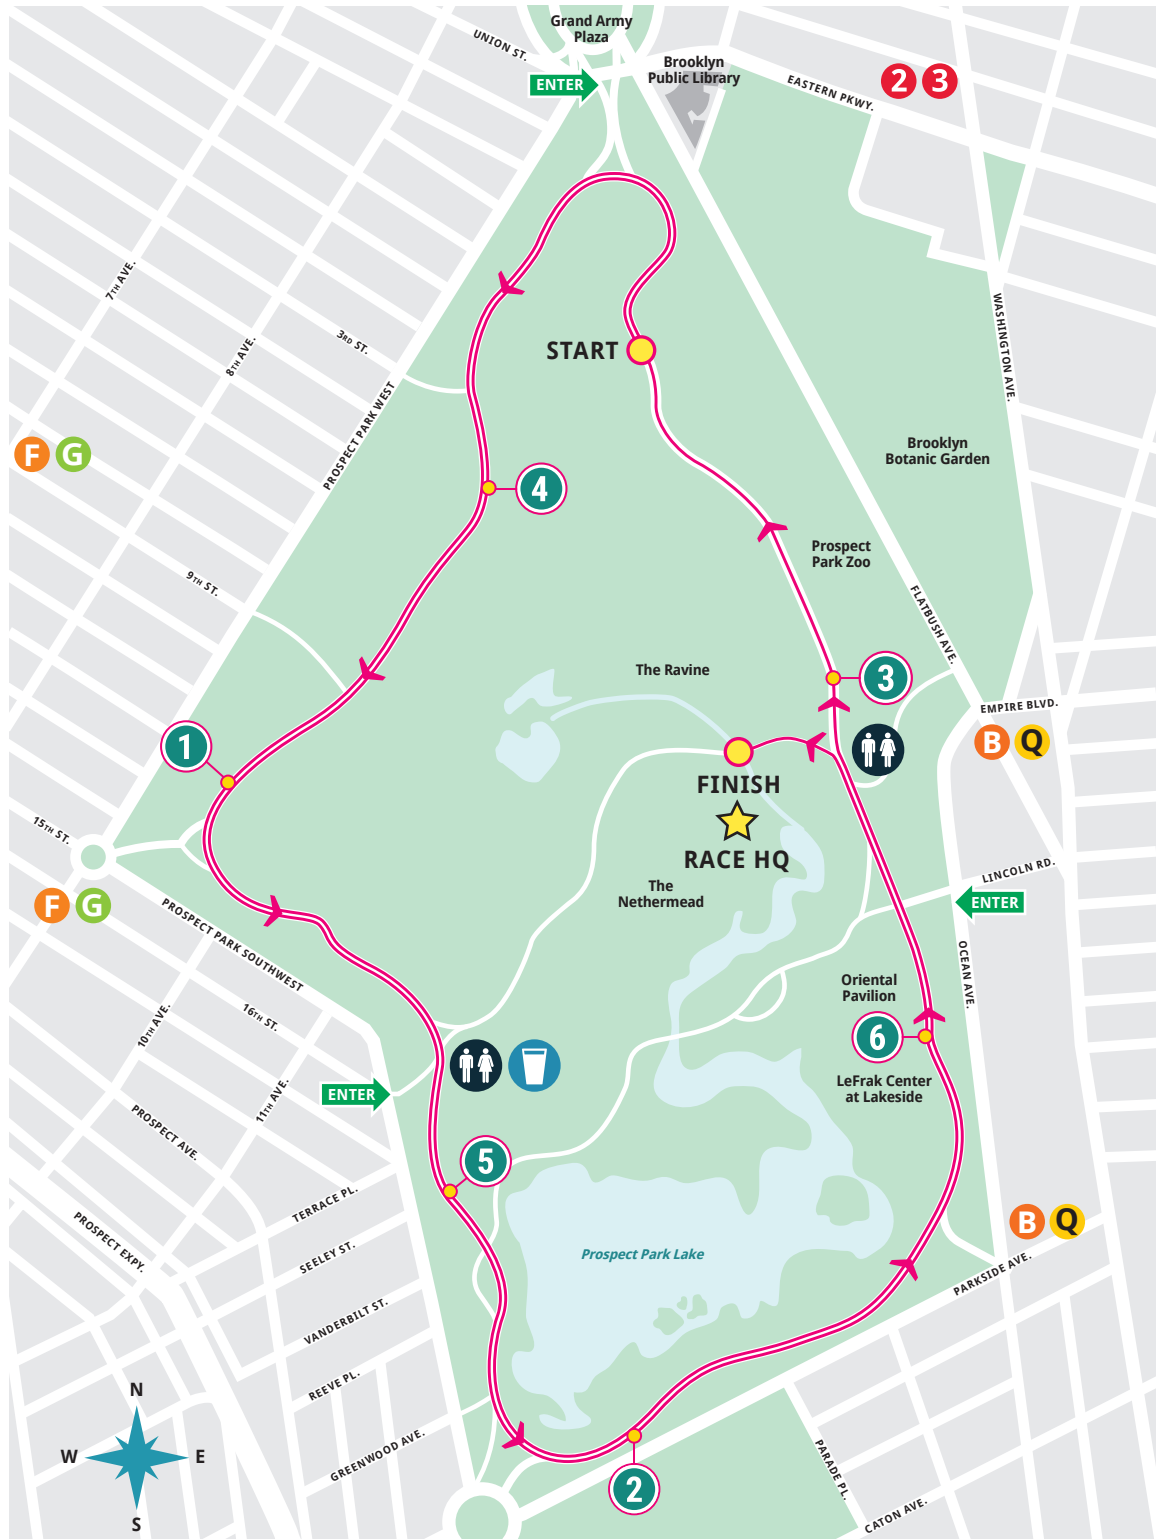 Grand Army
Plaza
UNION ST.
ENTER
Brooklyn
Public Library
EASTERN PKWY.
2 3
7TH AVE.
3RD ST.
8TH AVE.
START
WASHINGTON AVE.
PROSPECT PARK WEST
F G
4
Brooklyn
Botanic Garden
Prospect
Park Zoo
9TH ST.
FLATBUSH AVE.
The Ravine
3
EMPIRE BLVD.
B Q
1
FINISH
RACE HQ
15TH ST.
The
Nethermead
LINCOLN RD.
ENTER
F G
PROSPECT PARK SOUTHWEST
OCEAN AVE.
Oriental
Pavilion
10TH AVE.
16TH ST.
6
LeFrak Center
at Lakeside
ENTER
11TH AVE.
PROSPECT AVE.
5
TERRACE PL.
PROSPECT EXPY.
SEELEY ST.
Prospect Park Lake
B Q
PARKSIDE AVE.
VANDERBILT ST.
REEVE PL.
N
W E
S
GREENWOOD AVE.
2
PARADE PL.
CATON AVE.